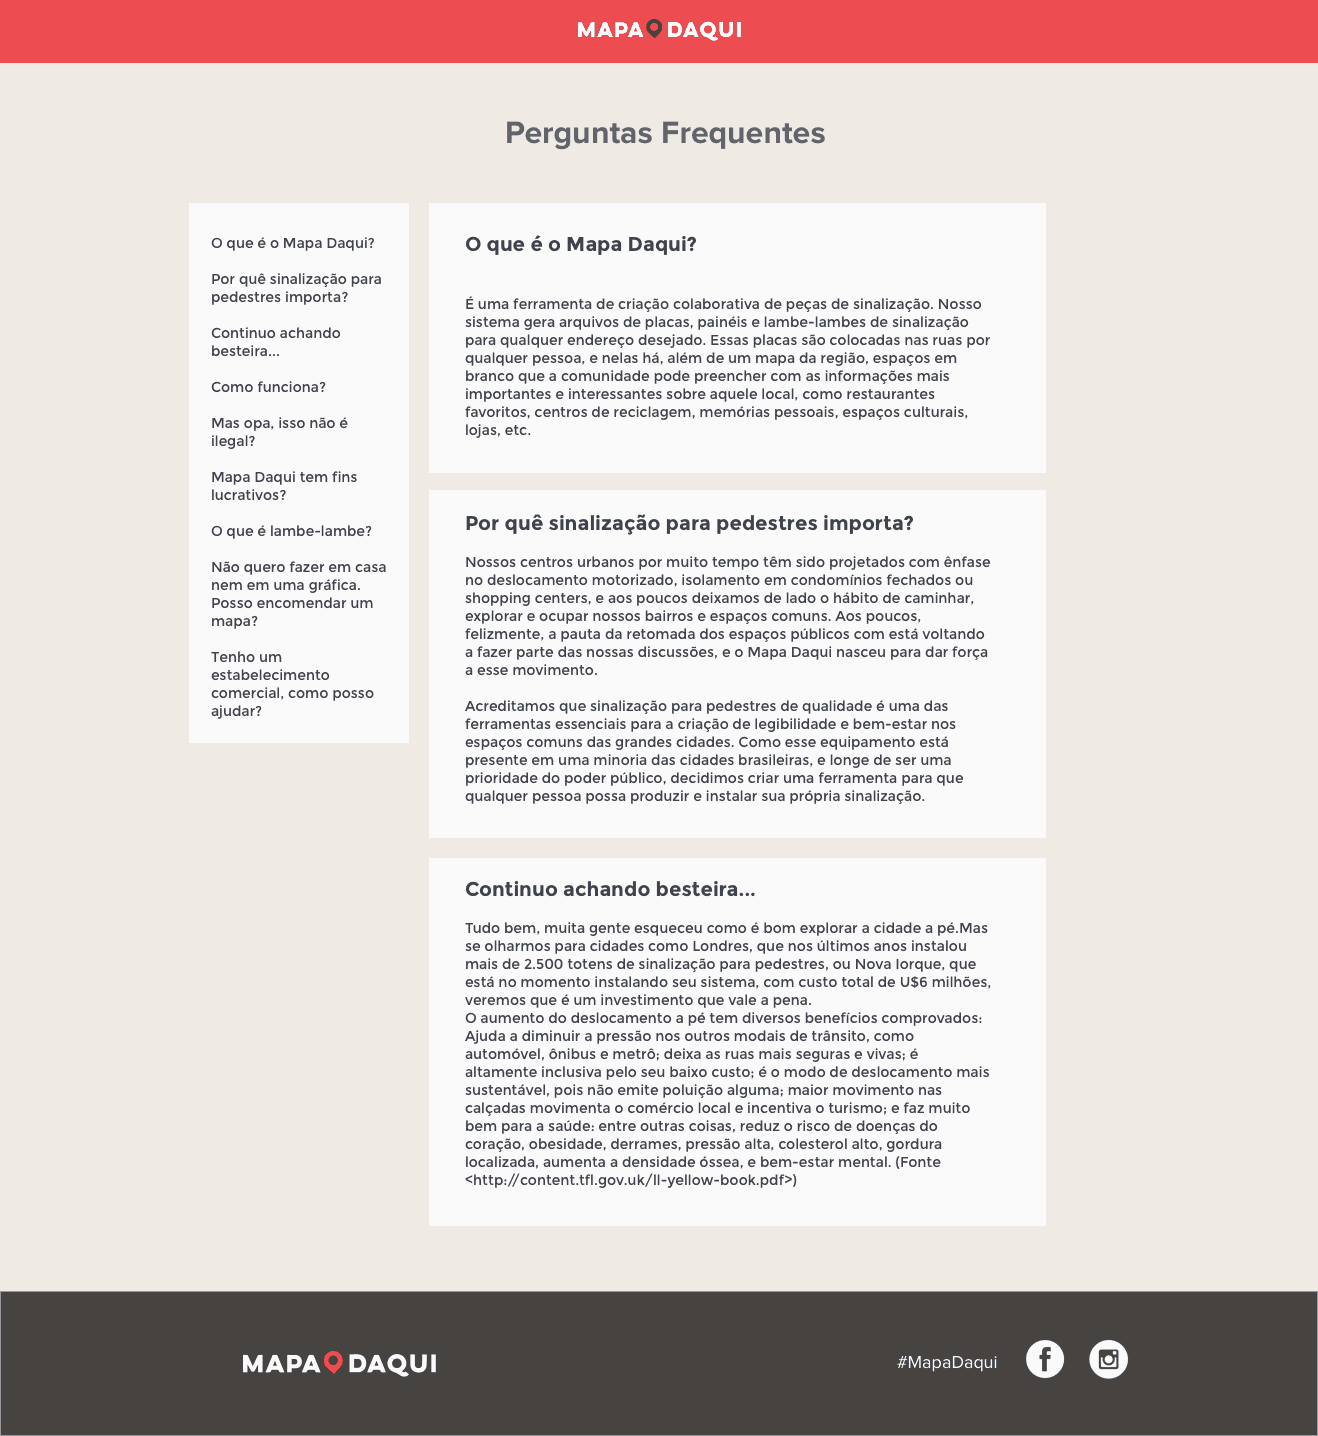 MAPA DAQUI
Perguntas Frequentes
O que é o Mapa Daqui?
Por quê sinalização para
pedestres importa?
Continuo achando
besteira...
Como funciona?
Mas opa, isso não é
ilegal?
Mapa Daqui tem fins
lucrativos?
O que é lambe-lambe?
Não quero fazer em casa
nem em uma gráfica.
Posso encomendar um
mapa?
Tenho um
estabelecimento
comercial, como posso
ajudar?
O que é o Mapa Daqui?
É uma ferramenta de criação colaborativa de peças de sinalização. Nosso
sistema gera arquivos de placas, painéis e lambe-lambes de sinalização
para qualquer endereço desejado. Essas placas são colocadas nas ruas por
qualquer pessoa, e nelas há, além de um mapa da região, espaços em
branco que a comunidade pode preencher com as informações mais
importantes e interessantes sobre aquele local, como restaurantes
favoritos, centros de reciclagem, memórias pessoais, espaços culturais,
lojas, etc.
Por quê sinalização para pedestres importa?
Nossos centros urbanos por muito tempo têm sido projetados com ênfase
no deslocamento motorizado, isolamento em condomínios fechados ou
shopping centers, e aos poucos deixamos de lado o hábito de caminhar,
explorar e ocupar nossos bairros e espaços comuns. Aos poucos,
felizmente, a pauta da retomada dos espaços públicos com está voltando
a fazer parte das nossas discussões, e o Mapa Daqui nasceu para dar força
a esse movimento.
Acreditamos que sinalização para pedestres de qualidade é uma das
ferramentas essenciais para a criação de legibilidade e bem-estar nos
espaços comuns das grandes cidades. Como esse equipamento está
presente em uma minoria das cidades brasileiras, e longe de ser uma
prioridade do poder público, decidimos criar uma ferramenta para que
qualquer pessoa possa produzir e instalar sua própria sinalização.
Continuo achando besteira...
Tudo bem, muita gente esqueceu como é bom explorar a cidade a pé.Mas
se olharmos para cidades como Londres, que nos últimos anos instalou
mais de 2.500 totens de sinalização para pedestres, ou Nova Iorque, que
está no momento instalando seu sistema, com custo total de U$6 milhões,
veremos que é um investimento que vale a pena.
O aumento do deslocamento a pé tem diversos benefícios comprovados:
Ajuda a diminuir a pressão nos outros modais de trânsito, como
automóvel, ônibus e metrô; deixa as ruas mais seguras e vivas; é
altamente inclusiva pelo seu baixo custo; é o modo de deslocamento mais
sustentável, pois não emite poluição alguma; maior movimento nas
calçadas movimenta o comércio local e incentiva o turismo; e faz muito
bem para a saúde: entre outras coisas, reduz o risco de doenças do
coração, obesidade, derrames, pressão alta, colesterol alto, gordura
localizada, aumenta a densidade óssea, e bem-estar mental. (Fonte
<http://content.tfl.gov.uk/ll-yellow-book.pdf>)
MAPA DAQUI
#MapaDaqui